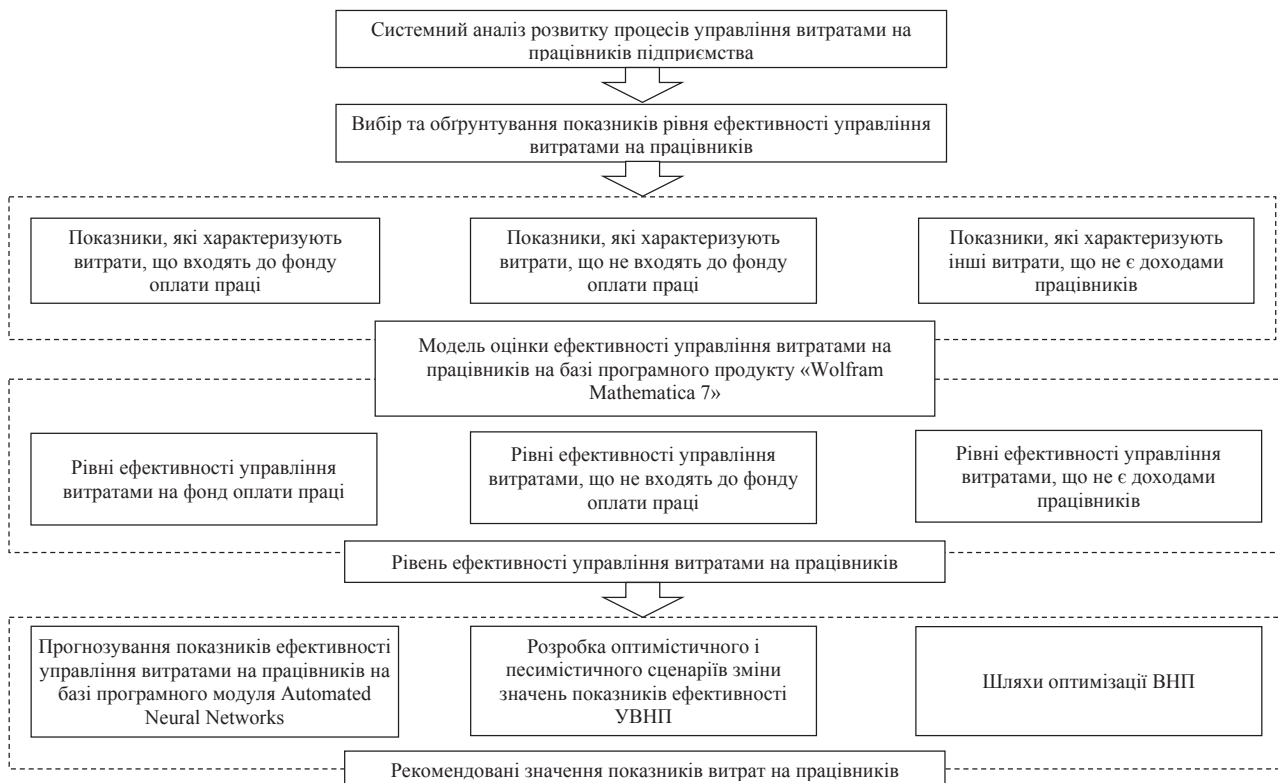 Системний аналіз розвитку процесів управління витратами на
працівників підприємства
Вибір та обґрунтування показників рівня ефективності управління
витратами на працівників
Показники, які характеризують
витрати, що входять до фонду
оплати праці
Показники, які характеризують
витрати, що не входять до фонду
оплати праці
Показники, які характеризують
інші витрати, що не є доходами
працівників
Модель оцінки ефективності управління витратами на
працівників на базі програмного продукту «Wolfram
Mathematica 7»
Рівні ефективності управління
витратами на фонд оплати праці
Рівні ефективності управління
витратами, що не входять до фонду
оплати праці
Рівні ефективності управління
витратами, що не є доходами
працівників
Рівень ефективності управління витратами на працівників
Прогнозування показників ефективності
управління витратами на працівників на
базі програмного модуля Automated
Neural Networks
Розробка оптимістичного і
песимістичного сценаріїв зміни
значень показників ефективності
УВНП
Шляхи оптимізації ВНП
Рекомендовані значення показників витрат на працівників